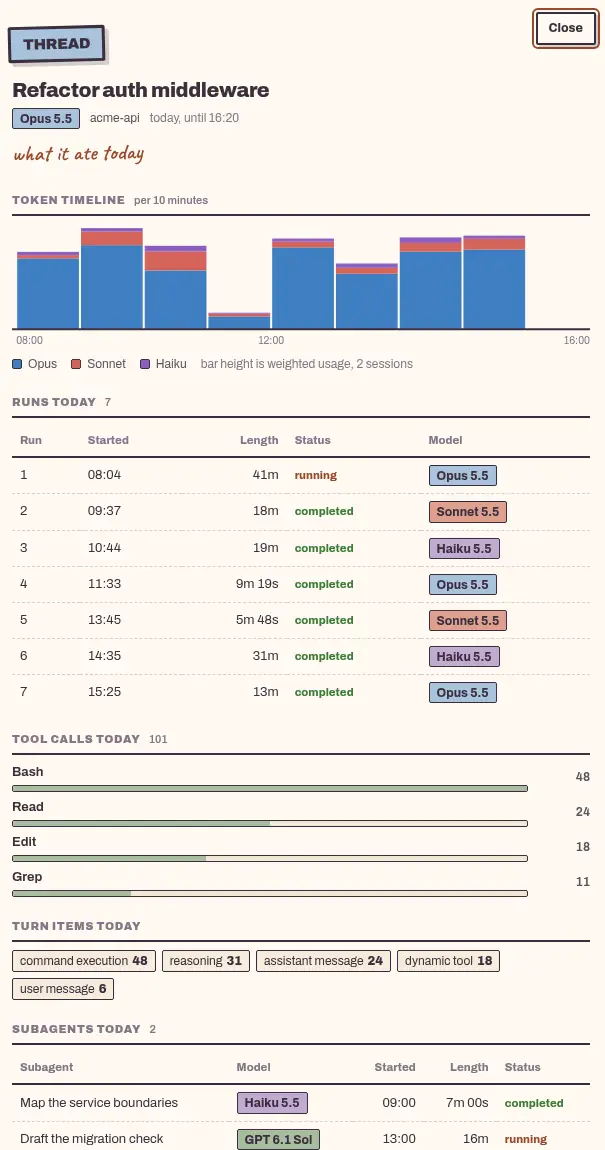 Close
THREAD
Refactor auth middleware
Opus 5.5 acme-api today, until 16:20
what it ate today
TOKEN TIMELINE per 10 minutes
08:00 12:00 16:00
Opus Sonnet Haiku bar height is weighted usage, 2 sessions
RUNS TODAY 7
Run Started Length Status Model
1 08:04 41m running Opus 5.5
2 09:37 18m completed Sonnet 5.5
3 10:44 19m completed Haiku 5.5
4 11:33 9m 19s completed Opus 5.5
5 13:45 5m 48s completed Sonnet 5.5
6 14:35 31m completed Haiku 5.5
7 15:25 13m completed Opus 5.5
TOOL CALLS TODAY 101
Bash 48
Read 24
Edit 18
Grep 11
TURN ITEMS TODAY
command execution 48 reasoning 31 assistant message 24 dynamic tool 18
user message 6
SUBAGENTS TODAY 2
Subagent Model Started Length Status
Map the service boundaries Haiku 5.5 09:00 7m 00s completed
Draft the migration check GPT 6.1 Sol 13:00 16m running